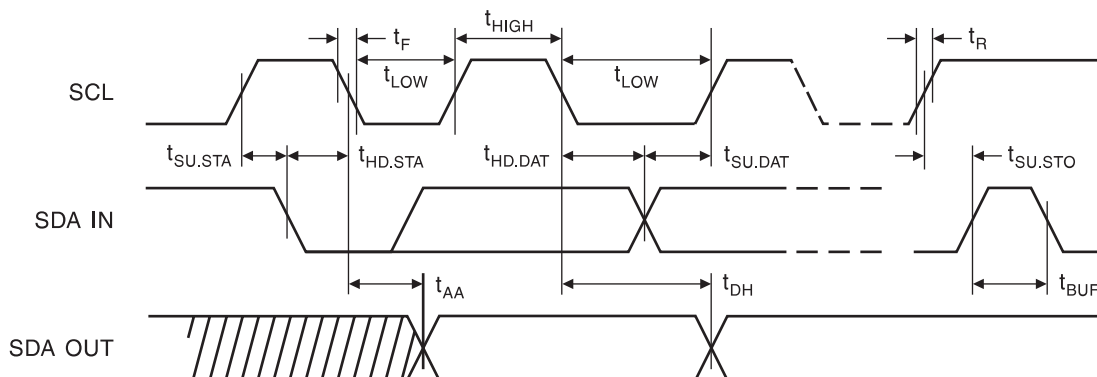 tF
tHIGH
tR
SCL
tLOW
tLOW
tSU.STA
tHD.STA
tHD.DAT
tSU.DAT
tSU.STO
SDA IN
tAA
tDH
tBUF
SDA OUT